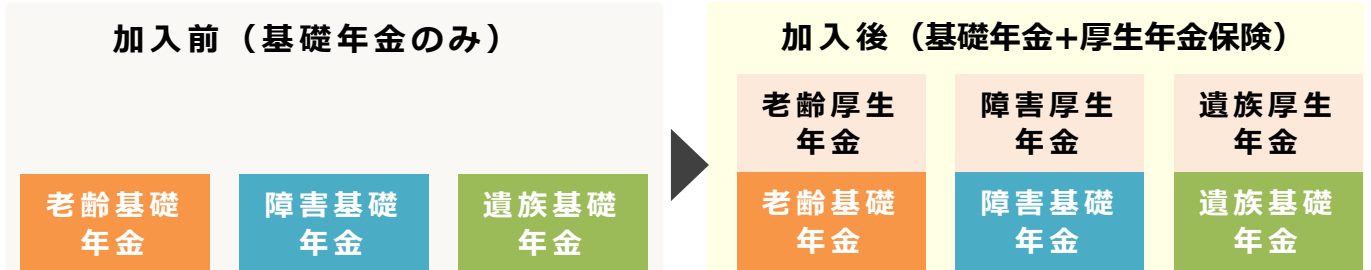 加入前（基礎年金のみ）
老齢基礎
年金
障害基礎
年金
遺族基礎
年金
加入後（基礎年金+厚生年金保険）
老齢厚生
年金
障害厚生
年金
遺族厚生
年金
老齢基礎
年金
障害基礎
年金
遺族基礎
年金